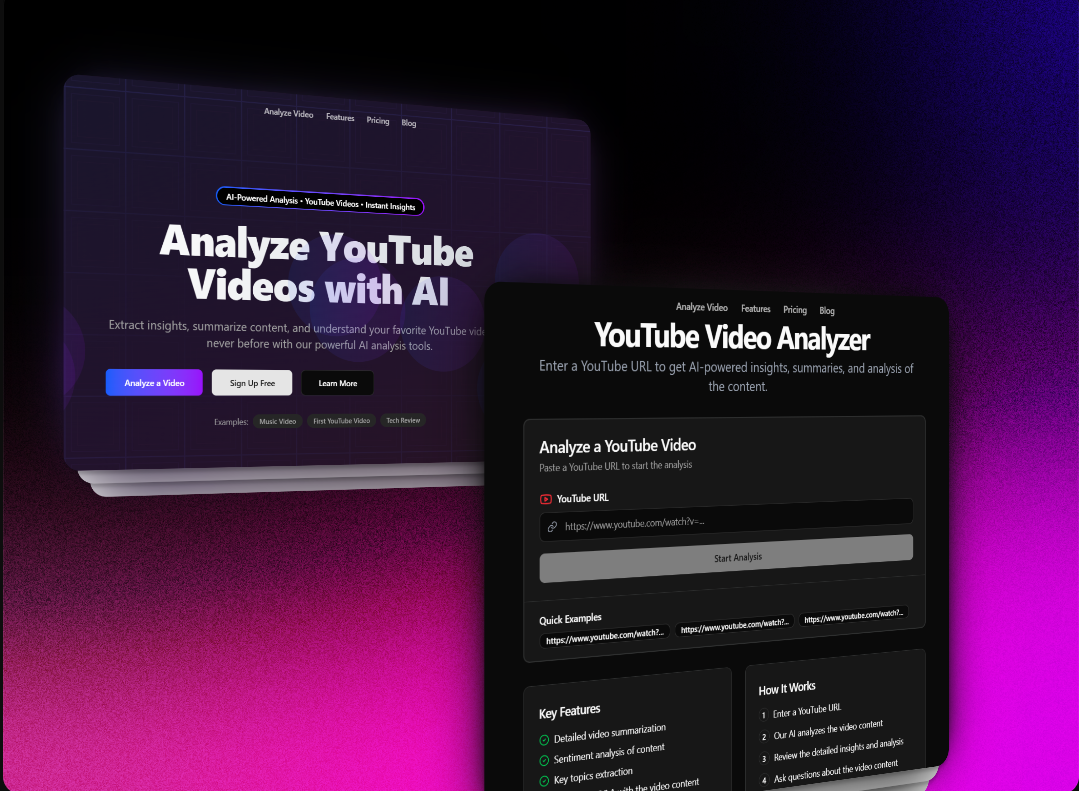 Analyze Video Features Pricing Blog
AI-Powered Analysis • YouTube Videos • Instant Insights
Analyze YouTube
Videos with AI
Extract insights, summarize content, and understand your favorite YouTube
never before with our powerful AI analysis tools.
Analyze a Video Sign Up Free Learn More
Examples: Music Video First YouTube Video Tech Review
Analyze Video Features Pricing Blog
YouTube Video Analyzer
Enter a YouTube URL to get AI-powered insights, summaries, and analysis of
the content.
Analyze a YouTube Video
Paste a YouTube URL to start the analysis
YouTube URL
https://www.youtube.com/watch?v=...
Start Analysis
Quick Examples
https://www.youtube.com/watch?... https://www.youtube.com/watch?... https://www.youtube.com/watch?...
Key Features
Detailed video summarization
Sentiment analysis of content
Key topics extraction
with the video content
How It Works
1 Enter a YouTube URL
2 Our AI analyzes the video content
3 Review the detailed insights and analysis
4 Ask questions about the video content